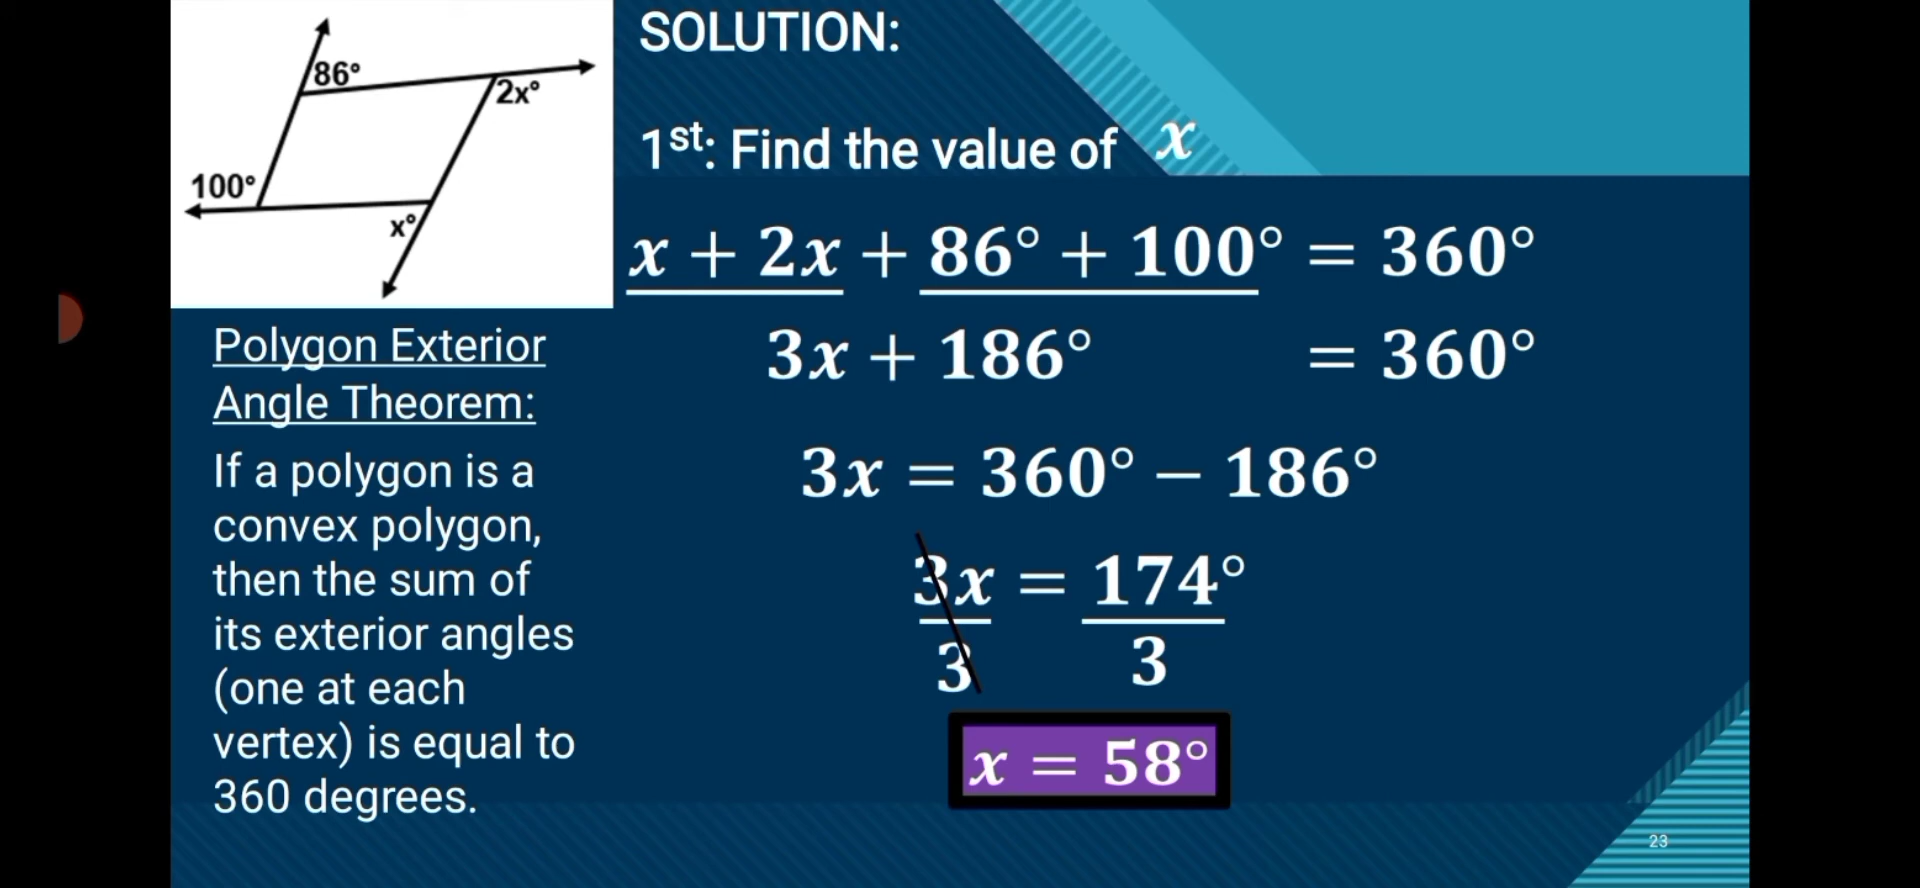 86°
2x°
100°
x°
SOLUTION:
1st: Find the value of x
x + 2x + 86° + 100° = 360°
3x + 186° = 360°
3x = 360° − 186°
3x = 174°
3 3
x = 58°
Polygon Exterior
Angle Theorem:
If a polygon is a
convex polygon,
then the sum of
its exterior angles
(one at each
vertex) is equal to
360 degrees.
23